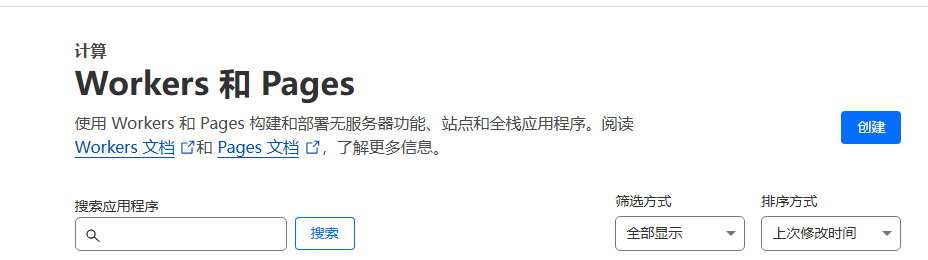 计算
Workers 和 Pages
使用 Workers 和 Pages 构建和部署无服务器功能、站点和全栈应用程序。阅读
Workers 文档 和 Pages 文档 ，了解更多信息。
创建
搜索应用程序
搜索
筛选方式
全部显示
排序方式
上次修改时间